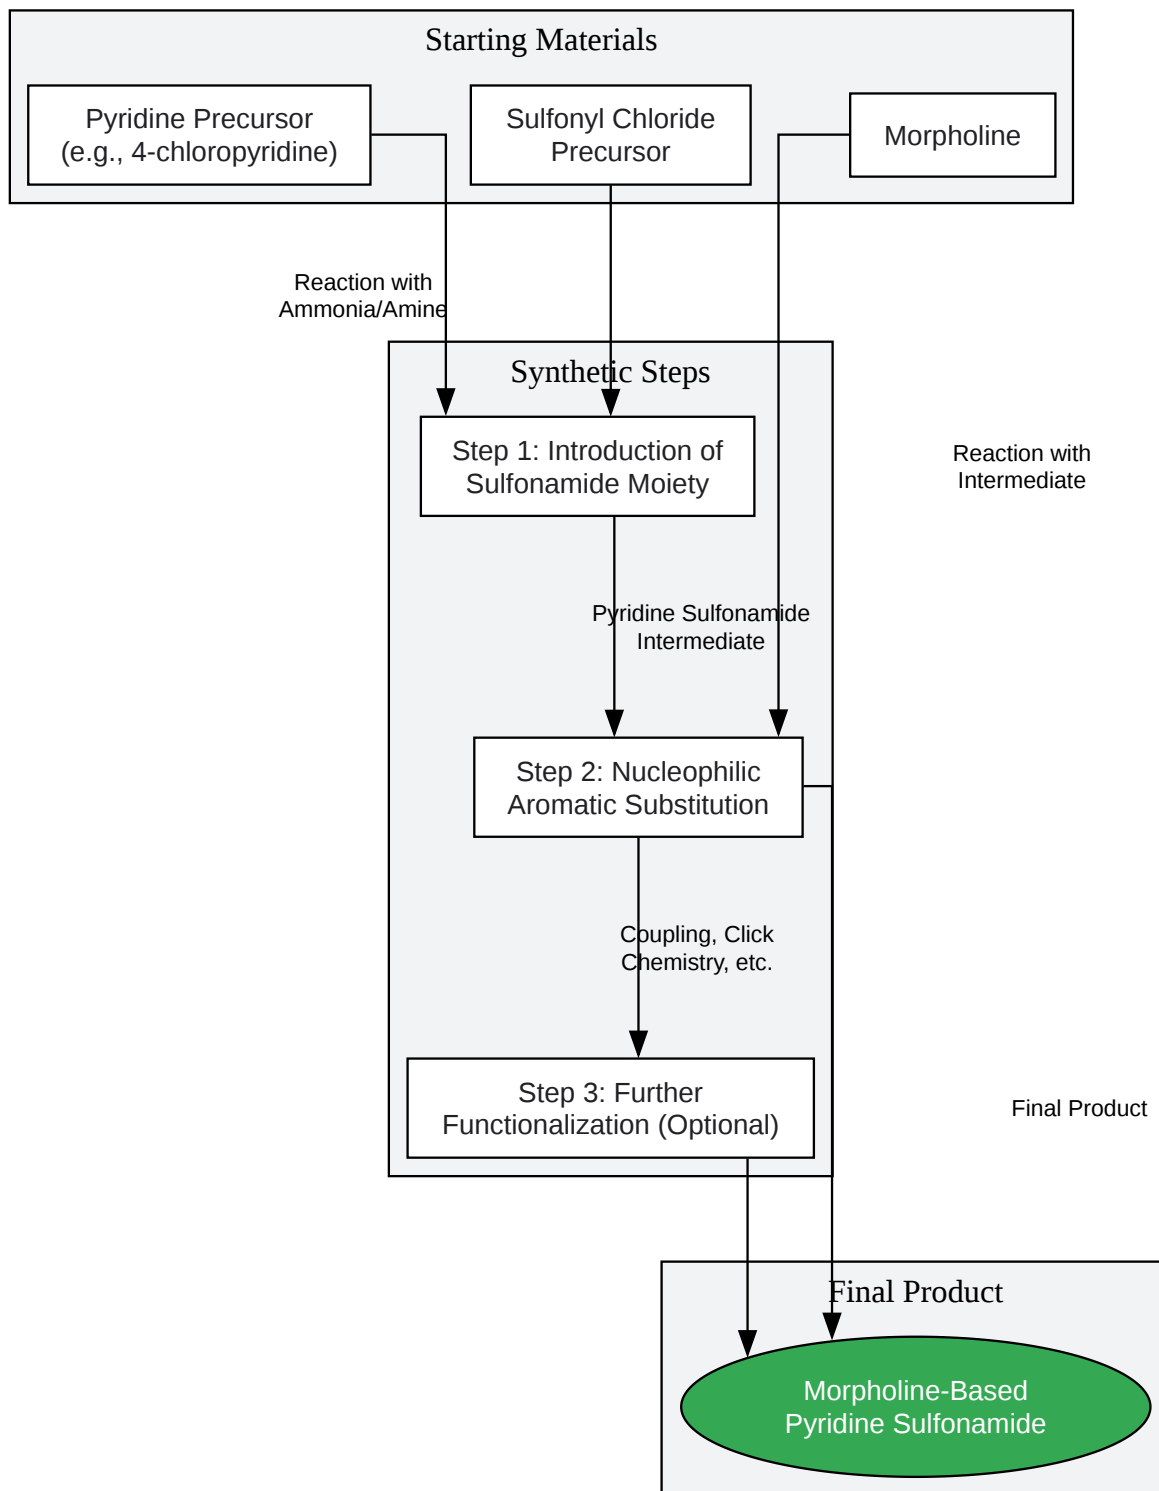 Starting Materials
Pyridine Precursor
(e.g., 4-chloropyridine)
Sulfonyl Chloride
Precursor
Morpholine
Reaction with
Ammonia/Amine
Synthetic Steps
Step 1: Introduction of
Sulfonamide Moiety
Reaction with
Intermediate
Pyridine Sulfonamide
Intermediate
Step 2: Nucleophilic
Aromatic Substitution
Coupling, Click
Chemistry, etc.
Step 3: Further
Functionalization (Optional)
Final Product
Final Product
Morpholine-Based
Pyridine Sulfonamide